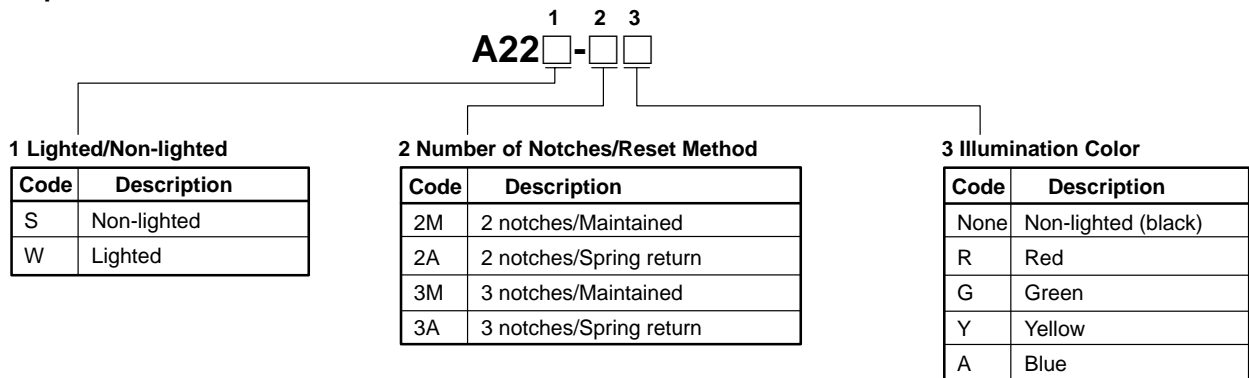 1 2 3
A22□-□□
1 Lighted/Non-lighted
Code Description
S Non-lighted
W Lighted
2 Number of Notches/Reset Method
Code Description
2M 2 notches/Maintained
2A 2 notches/Spring return
3M 3 notches/Maintained
3A 3 notches/Spring return
3 Illumination Color
Code Description
None Non-lighted (black)
R Red
G Green
Y Yellow
A Blue